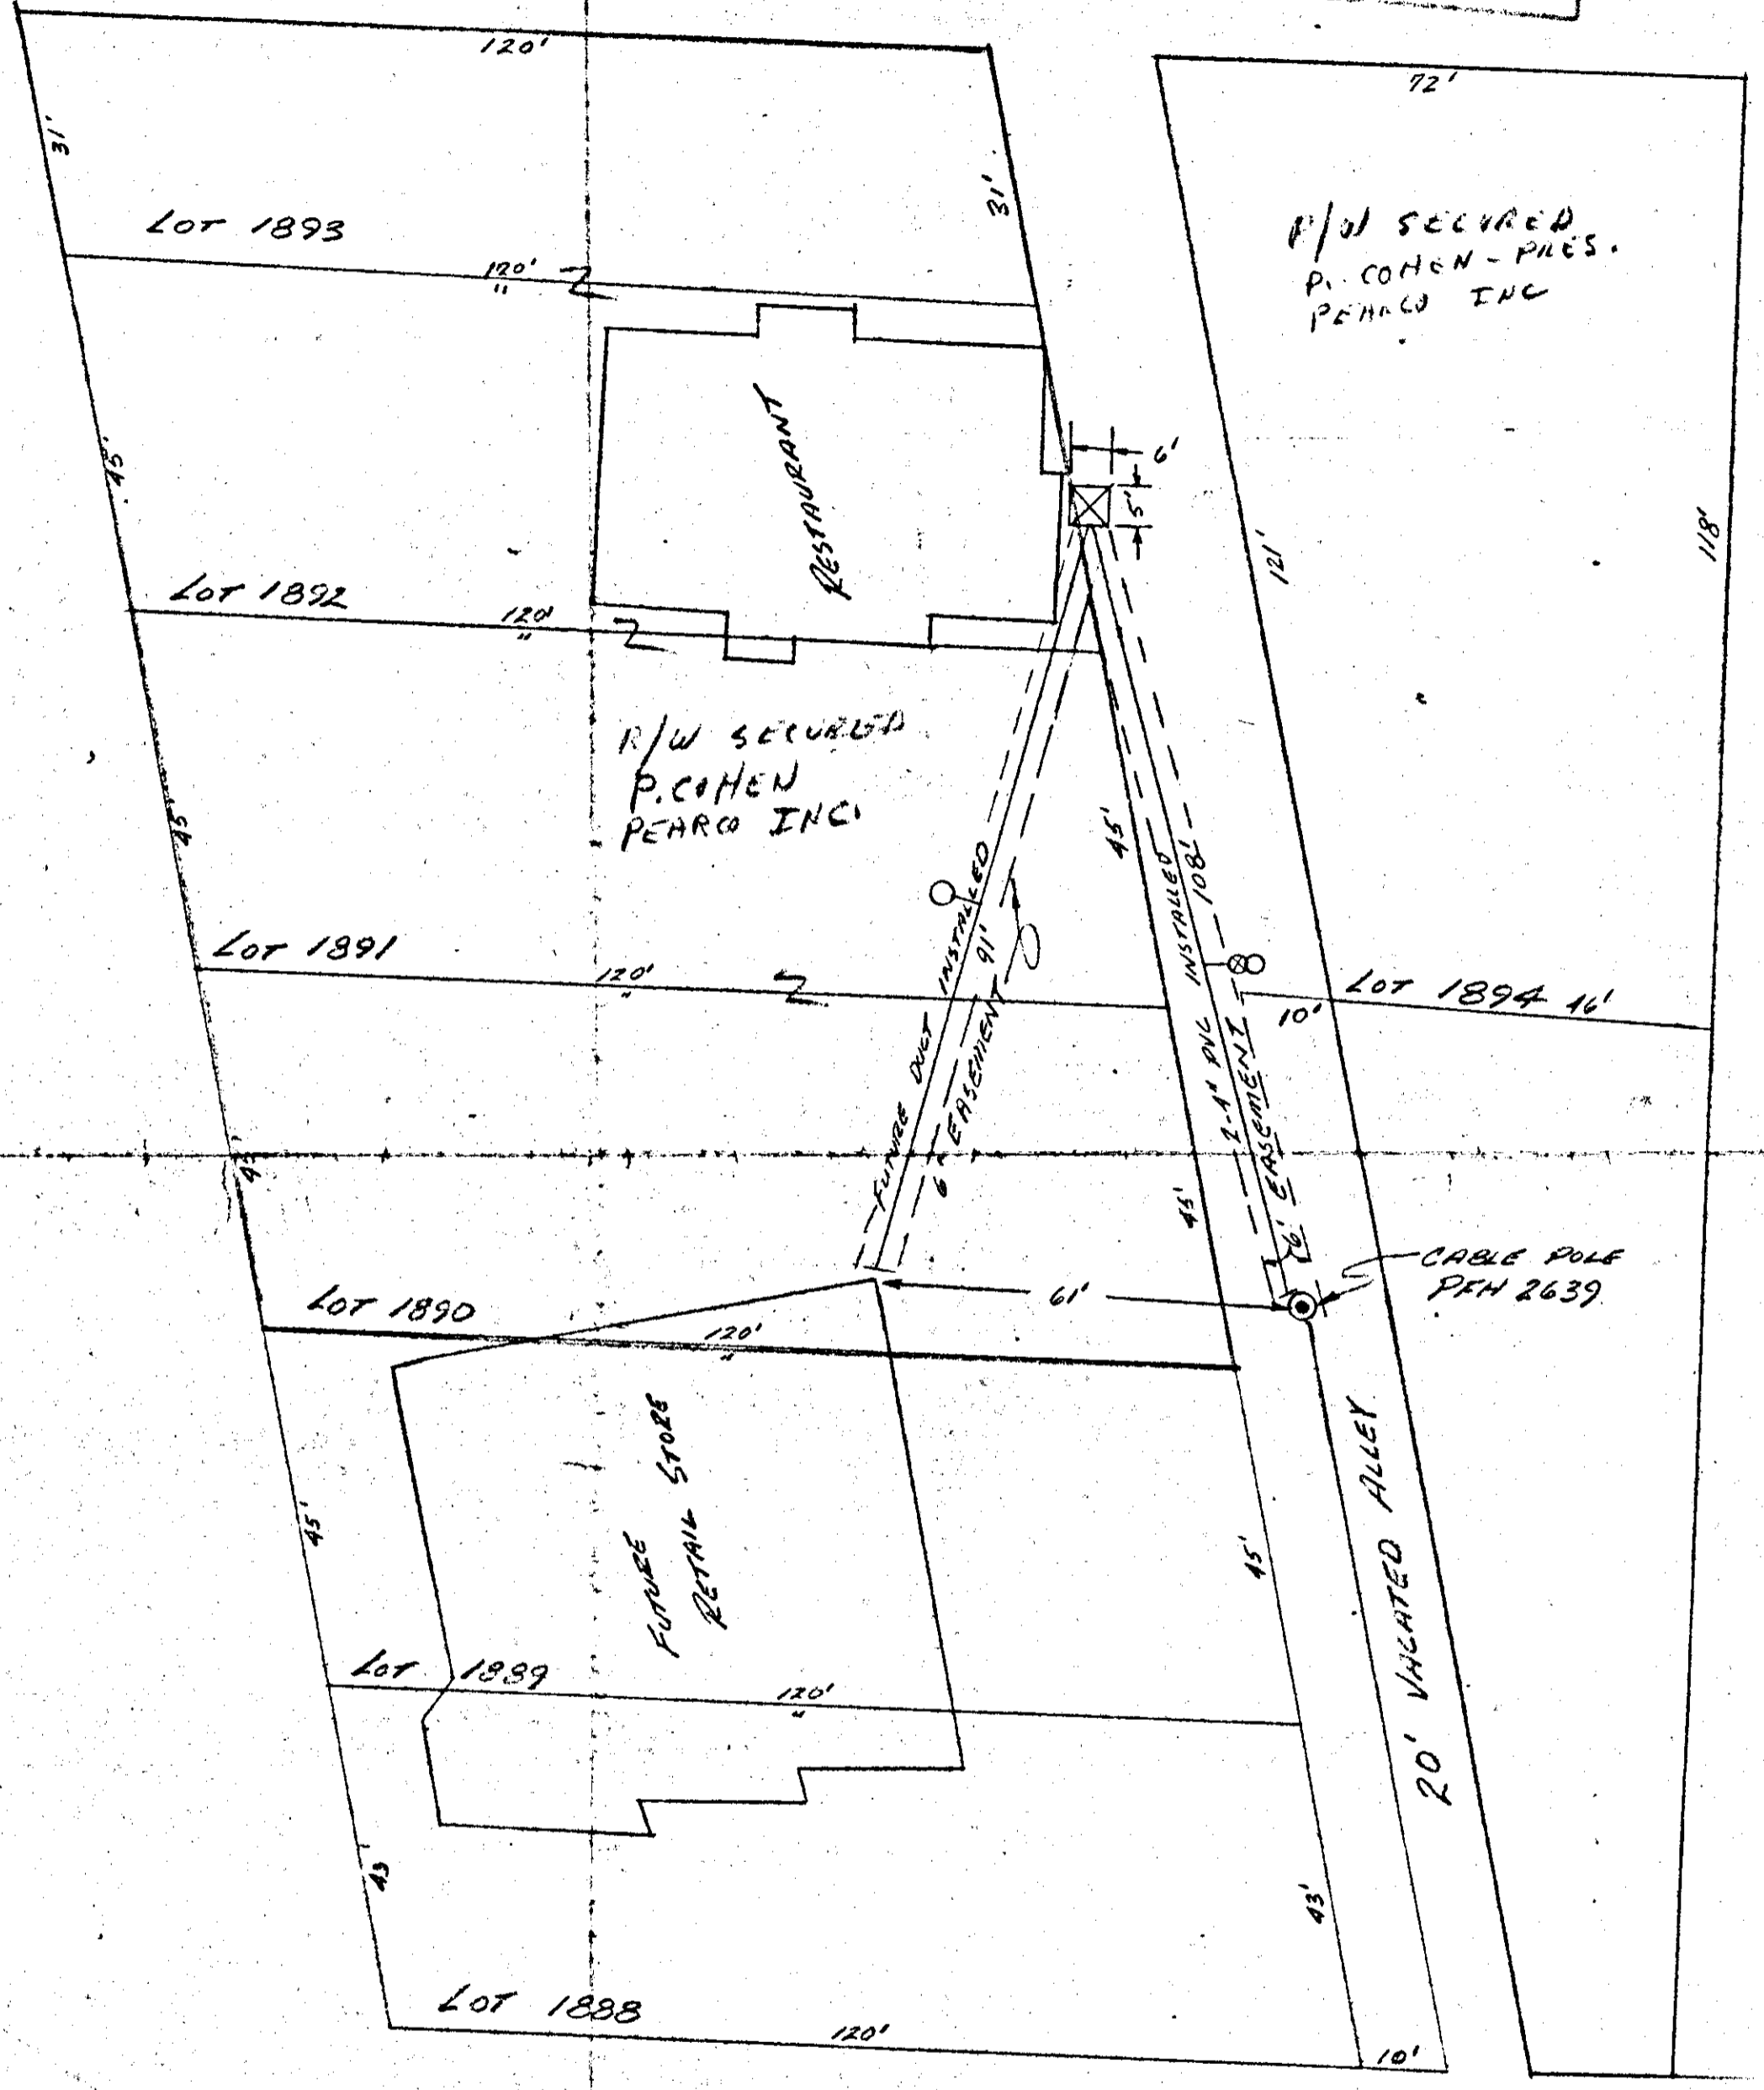 120'
72'
31'
31'
LOT 1893
120'
"
R/W SECURED
P. COHEN - PRES.
PEARCO INC
RESTAURANT
45'
6'
5'
121'
118'
LOT 1892
120'
"
R/W SECURED
P. COHEN
PEARCO INC.
45'
45'
FUTURE DUCT INSTALLED
6' EASEMENT 91'
2-4" PVC INSTALLED
108'
6' EASEMENT
LOT 1891
120'
"
10'
LOT 1894 46'
45'
45'
CABLE POLE
PFH 2639
61'
LOT 1890
120'
"
FUTURE
RETAIL STORE
45'
45'
20' VACATED ALLEY
LOT 1889
120'
"
43'
43'
LOT 1888
120'
10'